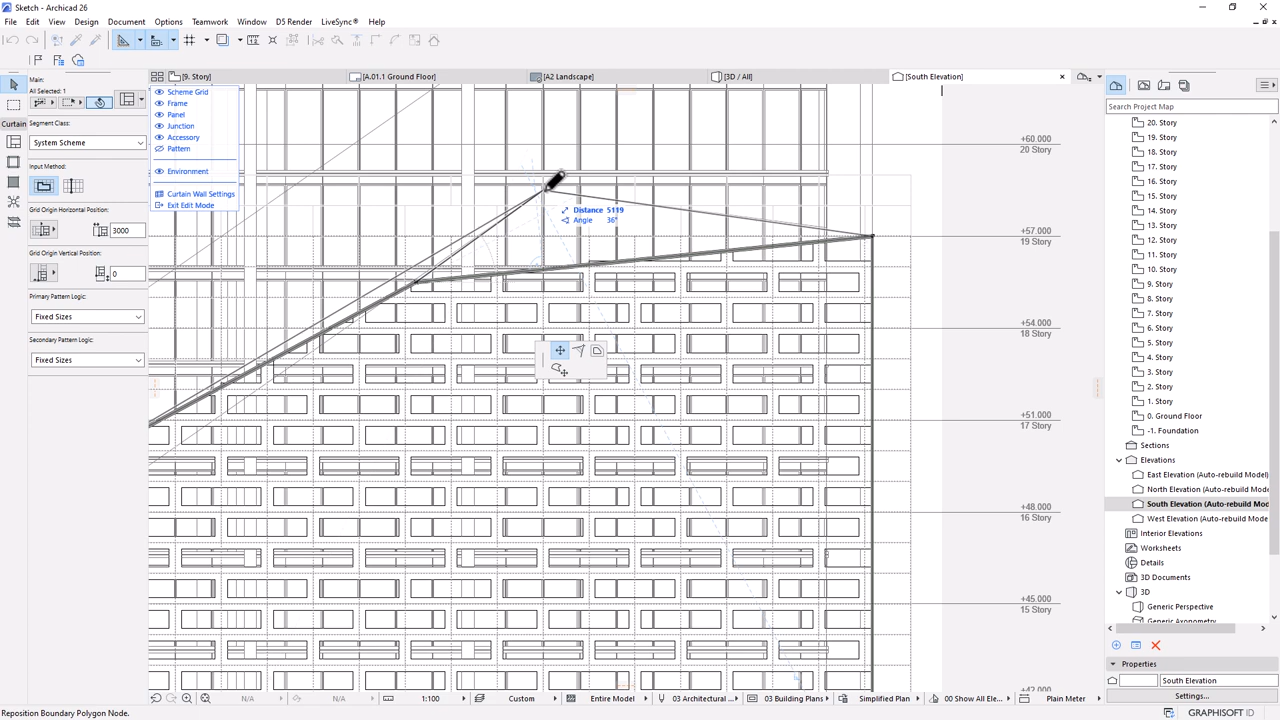 Sketch - Archicad 26
File Edit View Design Document Options Teamwork Window D5 Render LiveSync® Help
Main:
All Selected: 1
[9. Story]
[A.01.1 Ground Floor]
[A2 Landscape]
[3D / All]
[South Elevation]
Curtain
Segment Class:
System Scheme
Input Method:
Grid Origin Horizontal Position:
3000
Grid Origin Vertical Position:
0
Primary Pattern Logic:
Fixed Sizes
Secondary Pattern Logic:
Fixed Sizes
Scheme Grid
Frame
Panel
Junction
Accessory
Pattern
Environment
Curtain Wall Settings
Exit Edit Mode
Distance 5119
Angle 36°
+60.000
20 Story
+57.000
19 Story
+54.000
18 Story
+51.000
17 Story
+48.000
16 Story
+45.000
15 Story
+42.000
Search Project Map
20. Story
19. Story
18. Story
17. Story
16. Story
15. Story
14. Story
13. Story
12. Story
11. Story
10. Story
9. Story
8. Story
7. Story
6. Story
5. Story
4. Story
3. Story
2. Story
1. Story
0. Ground Floor
-1. Foundation
Sections
Elevations
East Elevation (Auto-rebuild Model)
North Elevation (Auto-rebuild Mode
South Elevation (Auto-rebuild Mod
West Elevation (Auto-rebuild Mode
Interior Elevations
Worksheets
Details
3D Documents
3D
Generic Perspective
Generic Axonometry
Properties
South Elevation
Settings...
N/A
N/A
1:100
Custom
Entire Model
03 Architectural ...
03 Building Plans
Simplified Plan
00 Show All Ele...
Plain Meter
Reposition Boundary Polygon Node.
GRAPHISOFT ID